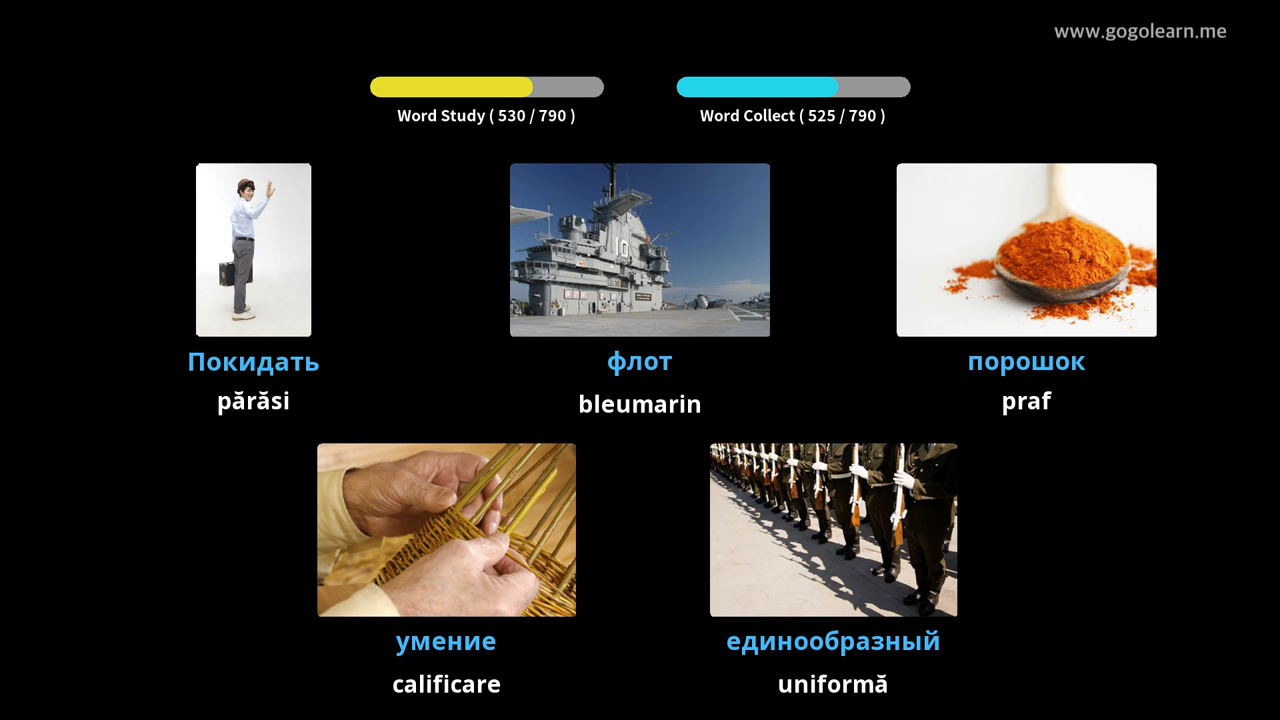 www.gogolearn.me
Word Study ( 530 / 790 )
Word Collect ( 525 / 790 )
Покидать
părăsi
флот
bleumarin
порошок
praf
умение
calificare
единообразный
uniformă